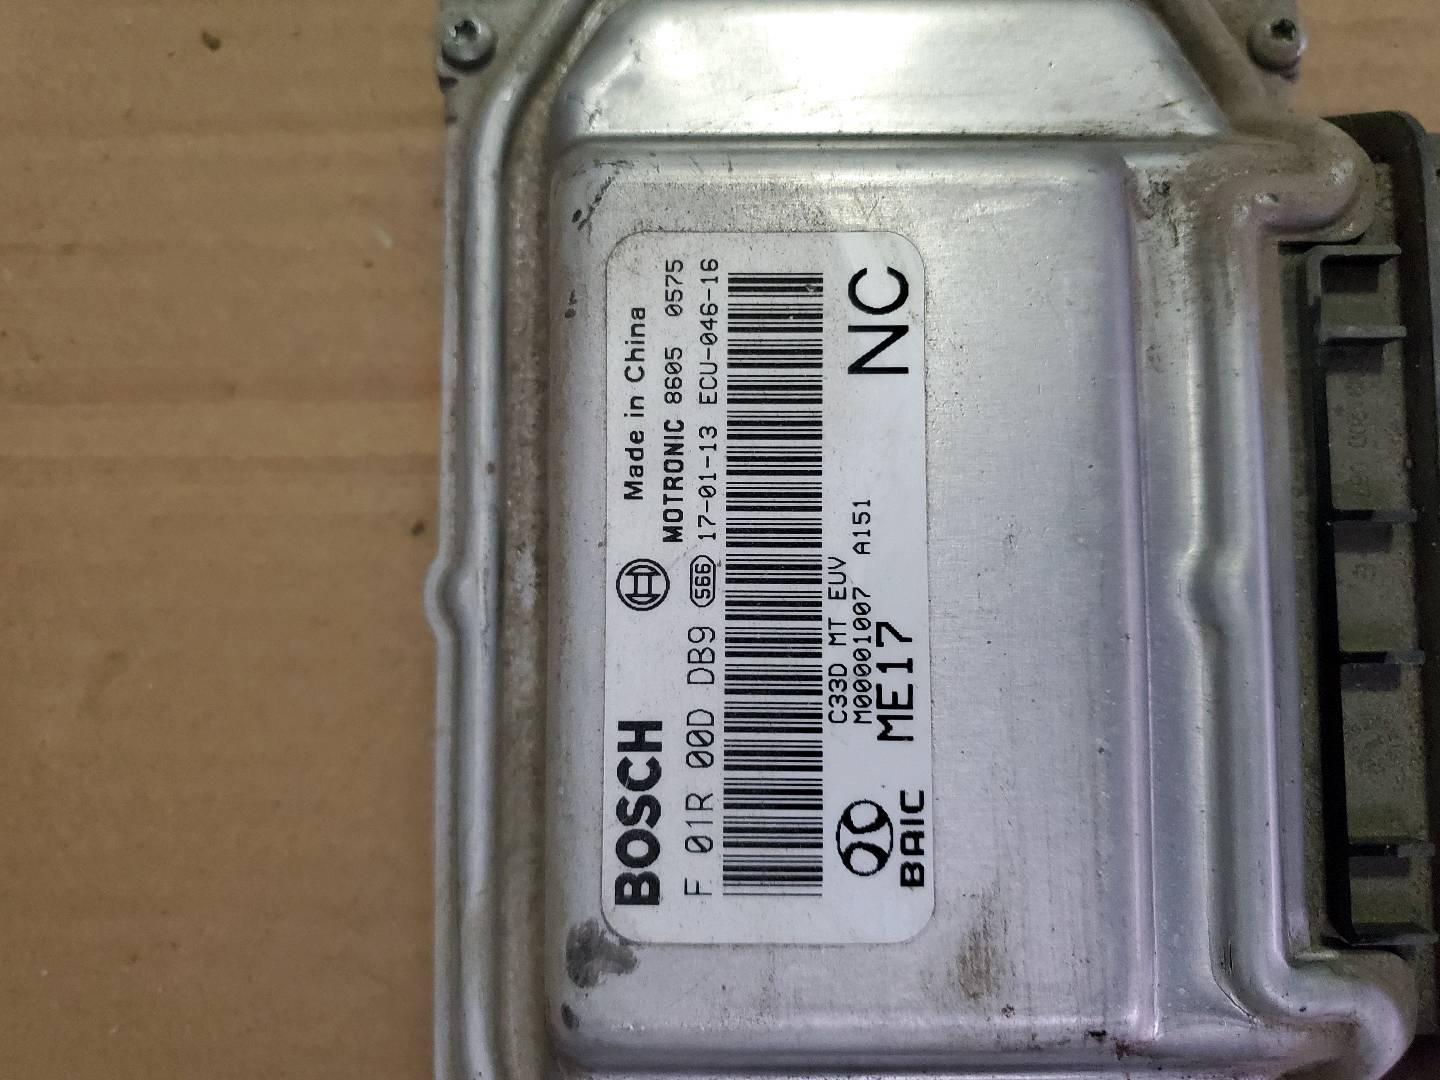 BOSCH Made in China
MOTRONIC 8605 0575
F 01R 00D DB9 566 17-01-13 ECU-046-16
C33D MT EUV
M00001007 A151
BAIC ME17 NC